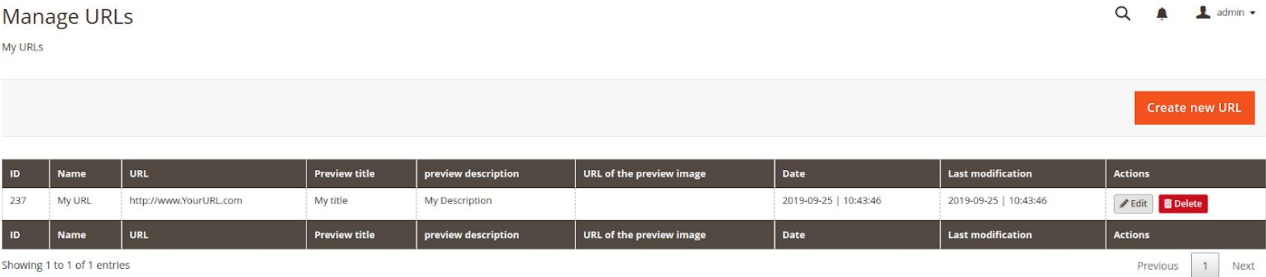 Manage URLs
admin
My URLs
Create new URL
ID Name URL Preview title preview description URL of the preview image Date Last modification Actions
237 My URL http://www.YourURL.com My title My Description 2019-09-25 | 10:43:46 2019-09-25 | 10:43:46 Edit Delete
ID Name URL Preview title preview description URL of the preview image Date Last modification Actions
Showing 1 to 1 of 1 entries Previous 1 Next